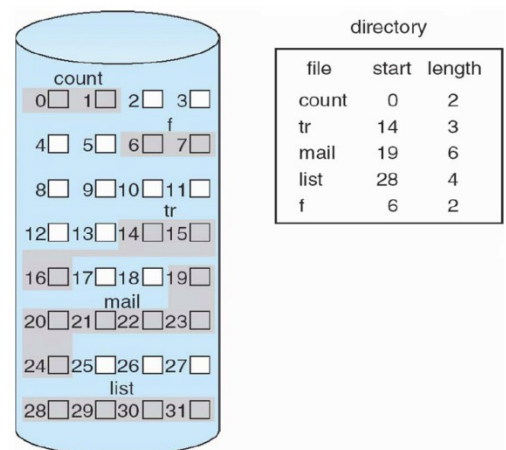 directory
file start length
count 0 2
tr 14 3
mail 19 6
list 28 4
f 6 2
count
0 1 2 3
f
4 5 6 7
8 9 10 11
tr
12 13 14 15
16 17 18 19
mail
20 21 22 23
24 25 26 27
list
28 29 30 31